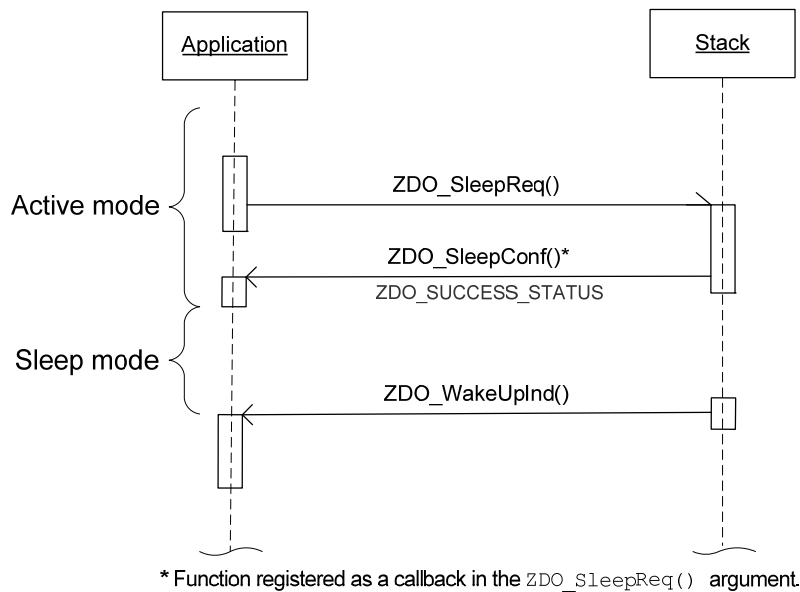 Application
Stack
Active mode
ZDO_SleepReq()
ZDO_SleepConf()*
ZDO_SUCCESS_STATUS
Sleep mode
ZDO_WakeUpInd()
* Function registered as a callback in the ZDO_SleepReq() argument.